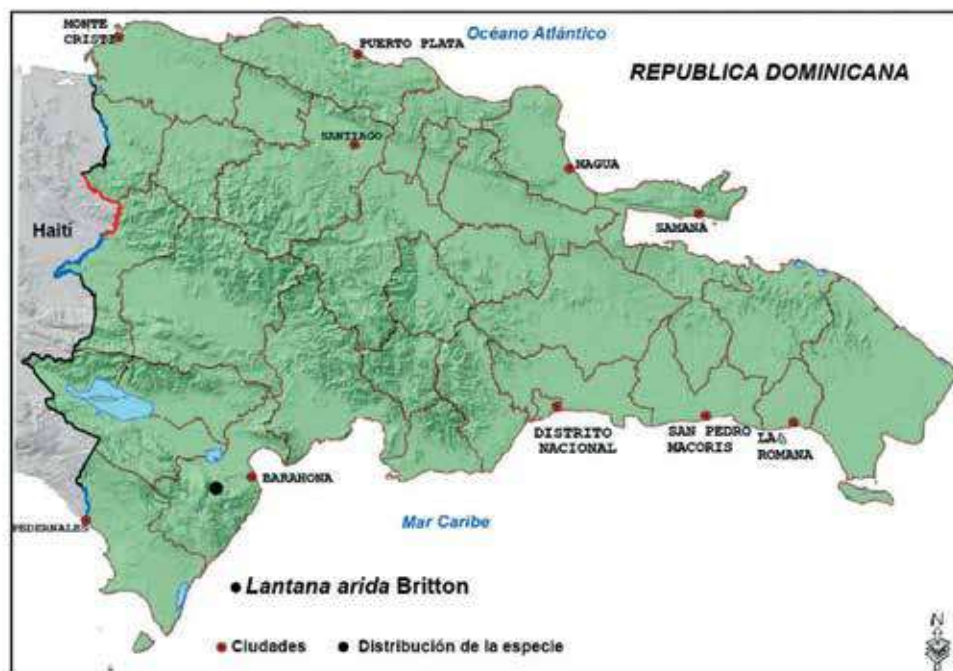 MONTE
CRISTI
PUERTO PLATA
Océano Atlántico
REPUBLICA DOMINICANA
SANTIAGO
NAGUA
SAMANÁ
Haití
DISTRITO
NACIONAL
SAN PEDRO
MACORIS
LA
ROMANA
BARAHONA
PEDERNALES
Mar Caribe
Lantana arida Britton
Ciudades
Distribución de la especie
N